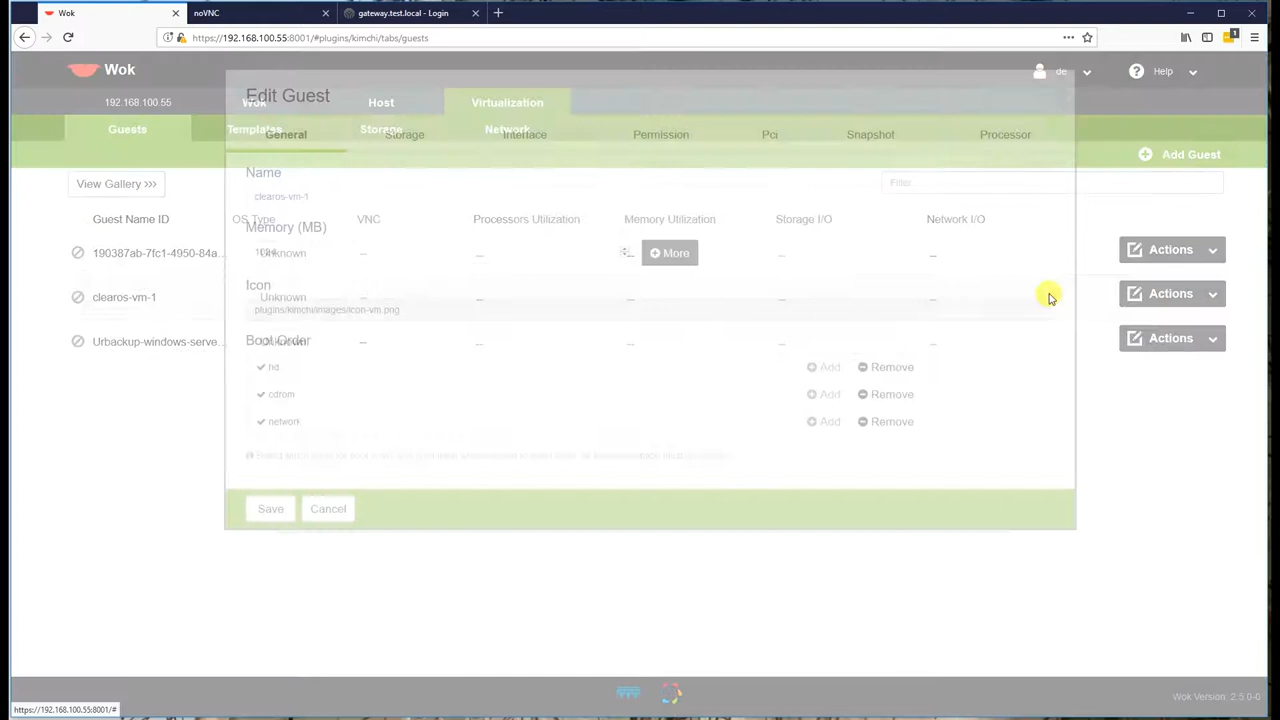 Wok
noVNC
gateway.test.local - Login
https://192.168.100.55:8001/#plugins/kimchi/tabs/guests
Wok
de
Help
192.168.100.55
Wok
Host
Virtualization
Guests
Templates
Storage
Network
Add Guest
Edit Guest
General
Storage
Interface
Permission
Pci
Snapshot
Processor
View Gallery >>>
Filter...
Name
clearos-vm-1
Memory (MB)
Icon
plugins/kimchi/images/icon-vm.png
Boot Order
hd
Add
Remove
cdrom
Add
Remove
network
Add
Remove
Save
Cancel
Guest Name ID
OS Type
VNC
Processors Utilization
Memory Utilization
Storage I/O
Network I/O
190387ab-7fc1-4950-84a...
Unknown
--
--
--
More
--
--
Actions
clearos-vm-1
Unknown
--
--
--
--
--
Actions
Urbackup-windows-serve...
Unknown
--
--
--
--
--
Actions
https://192.168.100.55:8001/#
Wok Version: 2.5.0-0